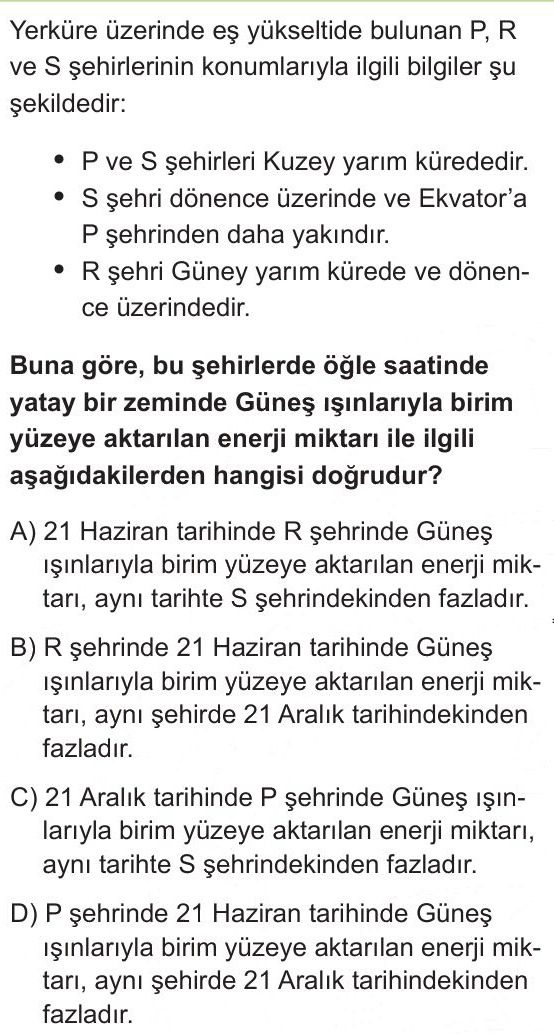 Yerküre üzerinde eş yükseltide bulunan P, R
ve S şehirlerinin konumlarıyla ilgili bilgiler şu
şekildedir:
• P ve S şehirleri Kuzey yarım kürededir.
• S şehri dönence üzerinde ve Ekvator’a
P şehrinden daha yakındır.
• R şehri Güney yarım kürede ve dönen-
ce üzerindedir.
Buna göre, bu şehirlerde öğle saatinde
yatay bir zeminde Güneş ışınlarıyla birim
yüzeye aktarılan enerji miktarı ile ilgili
aşağıdakilerden hangisi doğrudur?
A) 21 Haziran tarihinde R şehrinde Güneş
ışınlarıyla birim yüzeye aktarılan enerji mik-
tarı, aynı tarihte S şehrindekinden fazladır.
B) R şehrinde 21 Haziran tarihinde Güneş
ışınlarıyla birim yüzeye aktarılan enerji mik-
tarı, aynı şehirde 21 Aralık tarihindekinden
fazladır.
C) 21 Aralık tarihinde P şehrinde Güneş ışın-
larıyla birim yüzeye aktarılan enerji miktarı,
aynı tarihte S şehrindekinden fazladır.
D) P şehrinde 21 Haziran tarihinde Güneş
ışınlarıyla birim yüzeye aktarılan enerji mik-
tarı, aynı şehirde 21 Aralık tarihindekinden
fazladır.